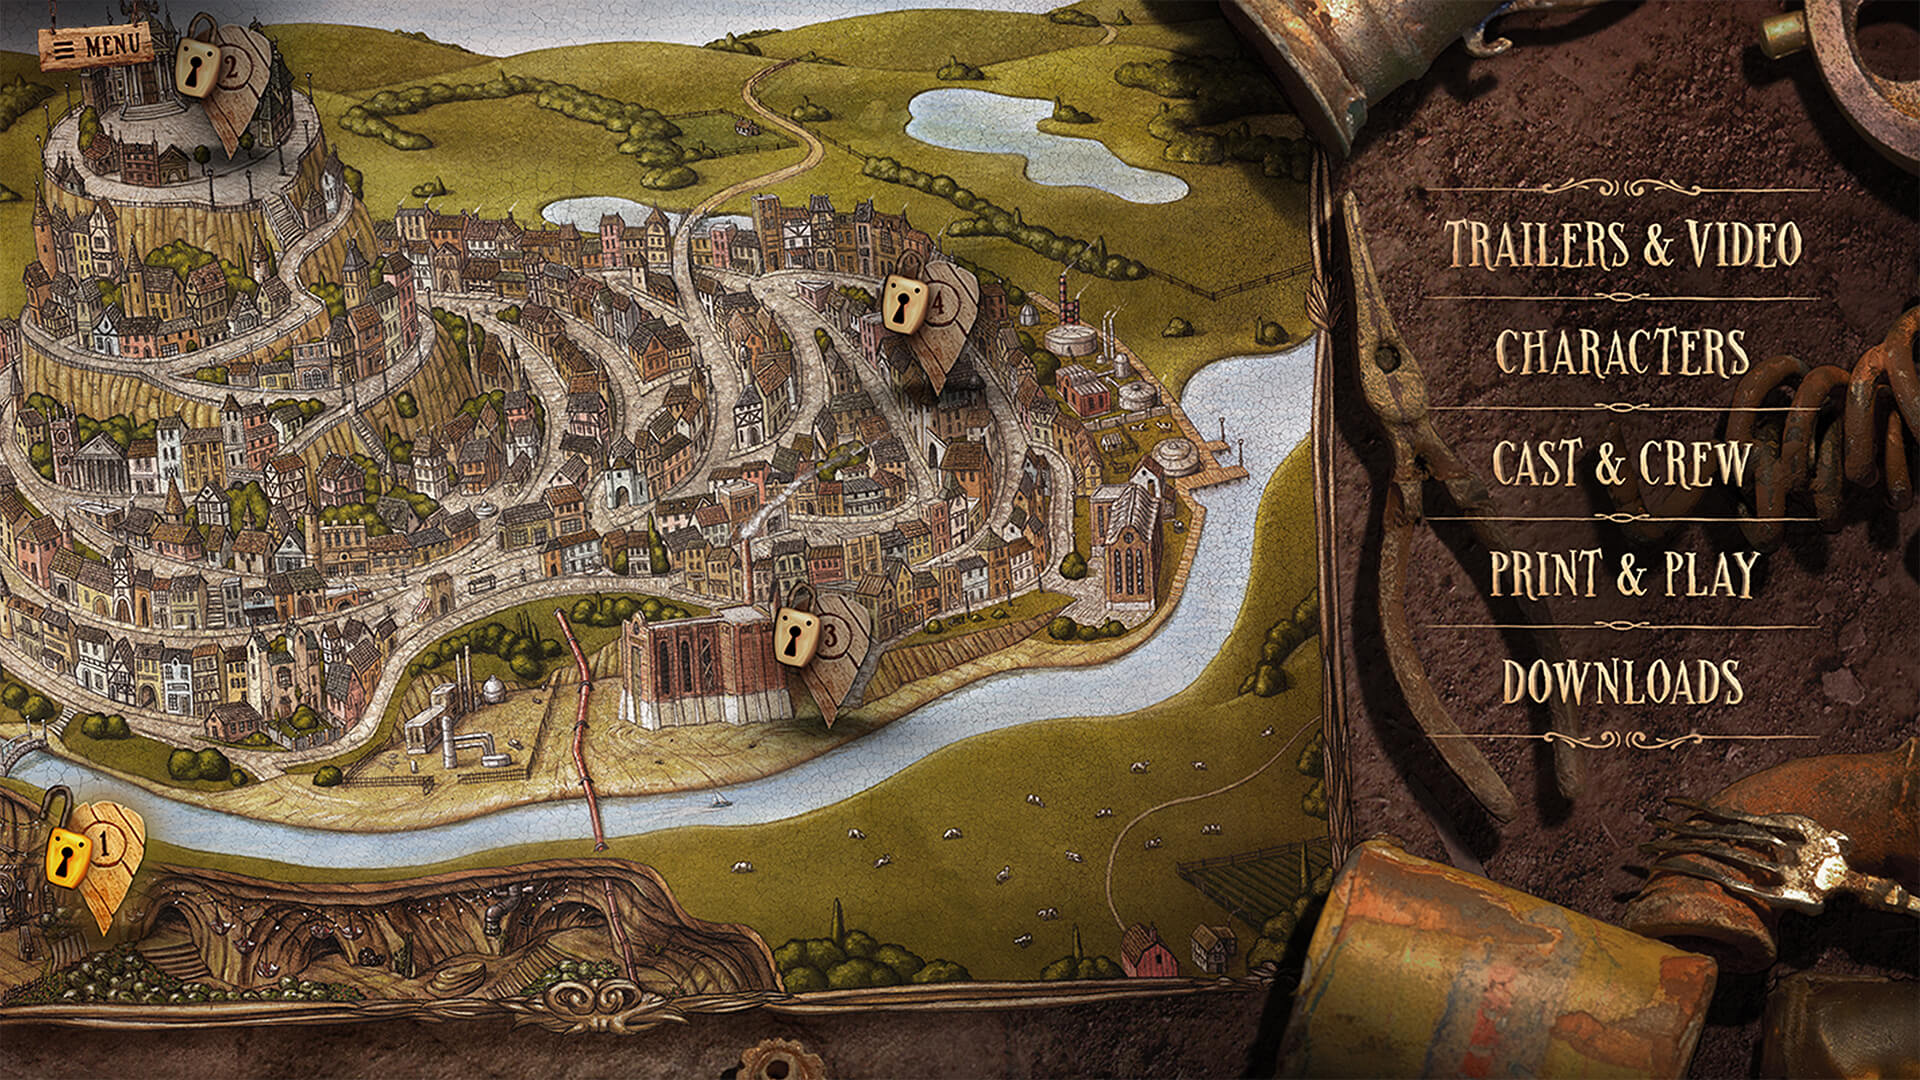 MENU
2
4
3
1
TRAILERS & VIDEO
CHARACTERS
CAST & CREW
PRINT & PLAY
DOWNLOADS